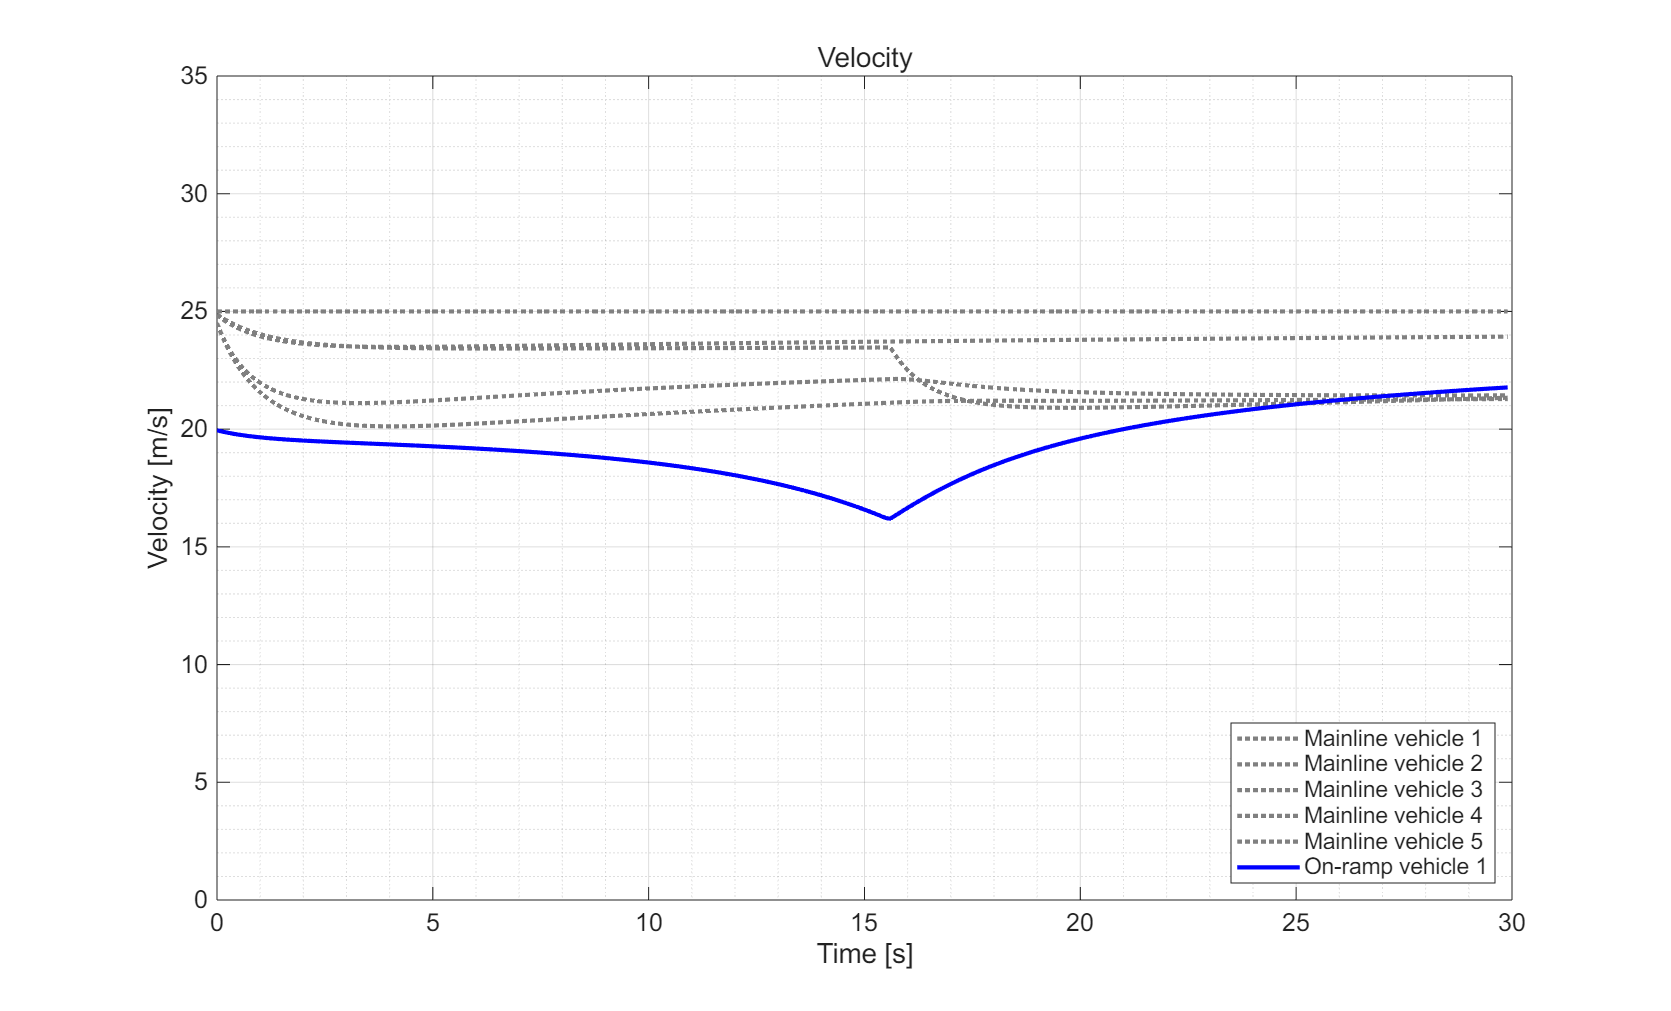 Velocity
35
30
25
20
15
10
5
0
Velocity [m/s]
0 5 10 15 20 25 30
Time [s]
Mainline vehicle 1
Mainline vehicle 2
Mainline vehicle 3
Mainline vehicle 4
Mainline vehicle 5
On-ramp vehicle 1